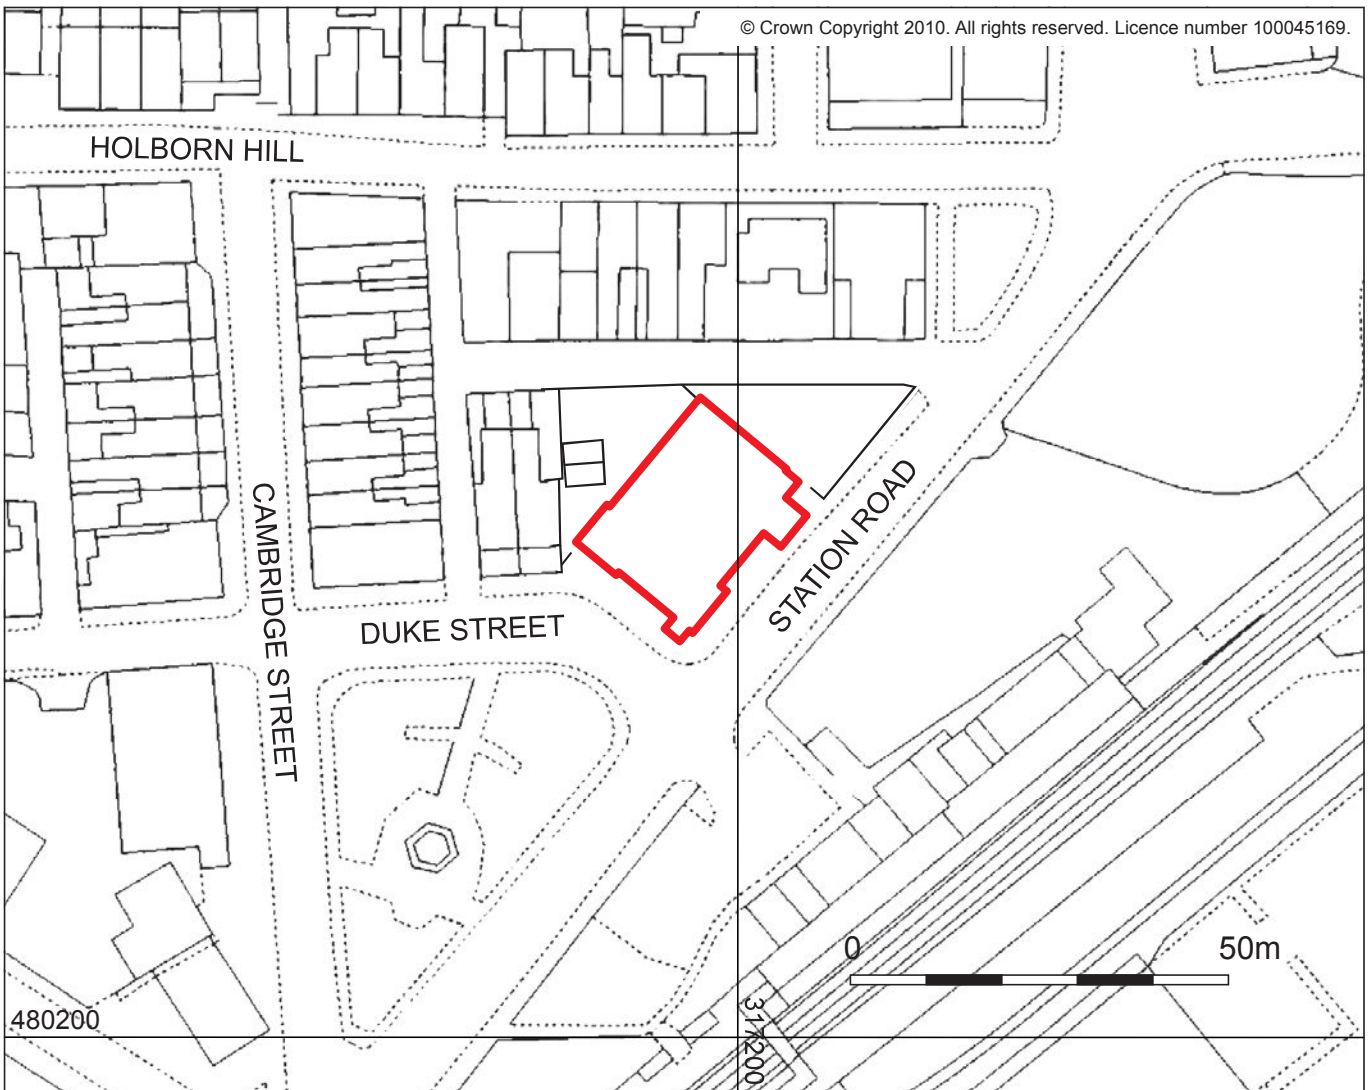 © Crown Copyright 2010. All rights reserved. Licence number 100045169.
HOLBORN HILL
CAMBRIDGE STREET
DUKE STREET
STATION ROAD
0 50m
480200
317200